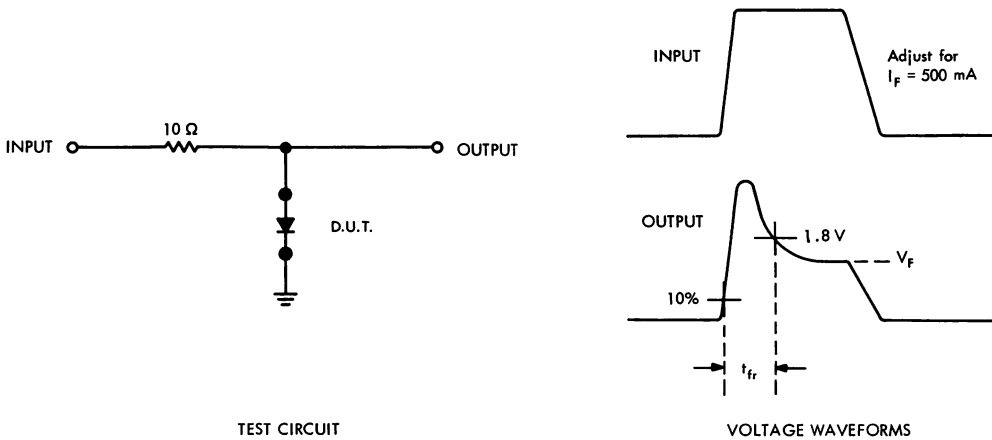 INPUT
10 Ω
OUTPUT
D.U.T.
TEST CIRCUIT
INPUT
Adjust for
I_F = 500 mA
OUTPUT
1.8 V
V_F
10%
t_fr
VOLTAGE WAVEFORMS